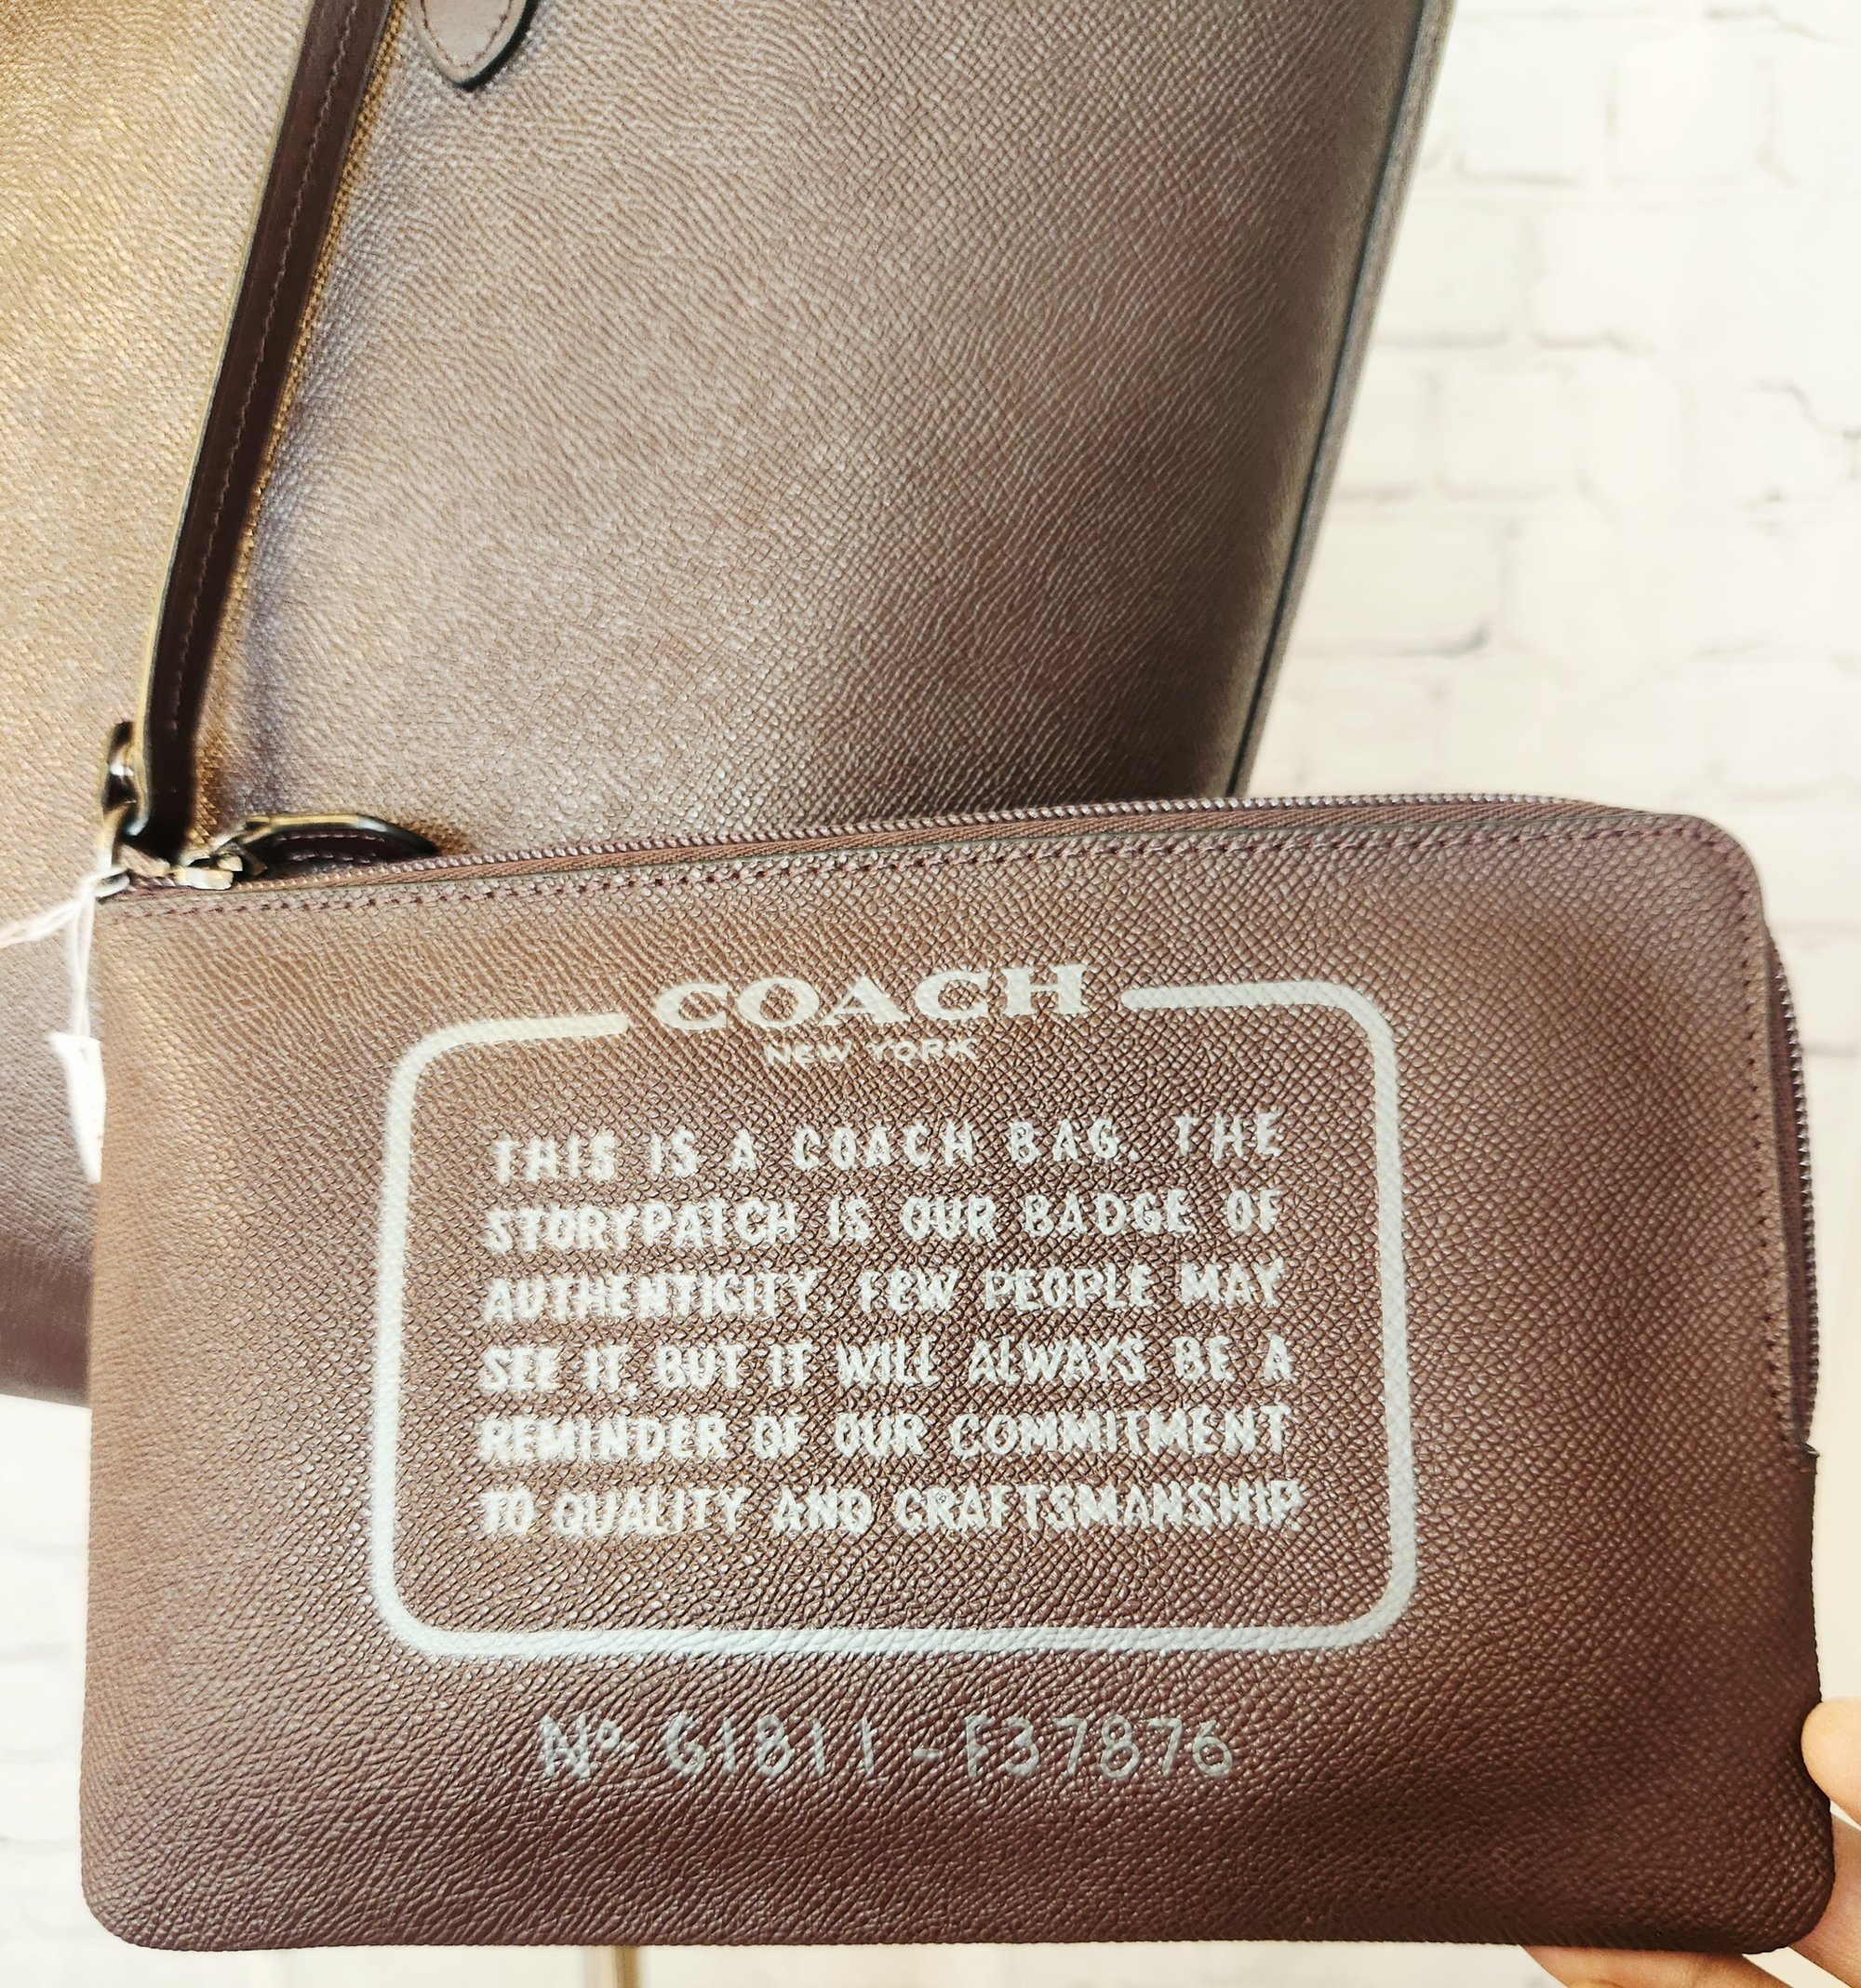 COACH
NEW YORK
THIS IS A COACH BAG. THE
STORYPATCH IS OUR BADGE OF
AUTHENTICITY. FEW PEOPLE MAY
SEE IT, BUT IT WILL ALWAYS BE A
REMINDER OF OUR COMMITMENT
TO QUALITY AND CRAFTSMANSHIP.
Nº G1811-F37876